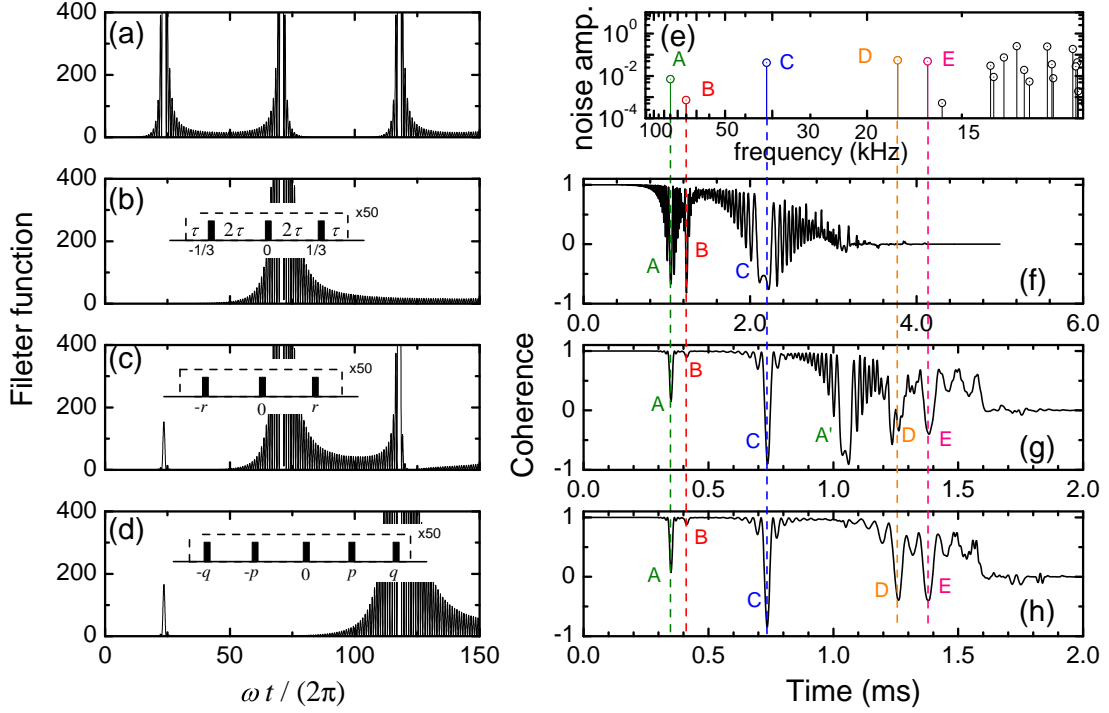 Fileter function
(a)
400
200
0
(b)
400
200
0
x50
τ 2τ 2τ τ
-1/3 0 1/3
(c)
400
200
0
x50
-r 0 r
(d)
400
200
0
x50
-q -p 0 p q
0 50 100 150
ω t / (2π)
noise amp.
10^0
10^-2
10^-4
(e)
A
B
C
D
E
100 50 30 20 15
frequency (kHz)
Coherence
1
0
-1
A
B
C
(f)
0.0 2.0 4.0 6.0
1
0
-1
A
B
C
A'
D
E
(g)
0.0 0.5 1.0 1.5 2.0
1
0
-1
A
B
C
D
E
(h)
0.0 0.5 1.0 1.5 2.0
Time (ms)